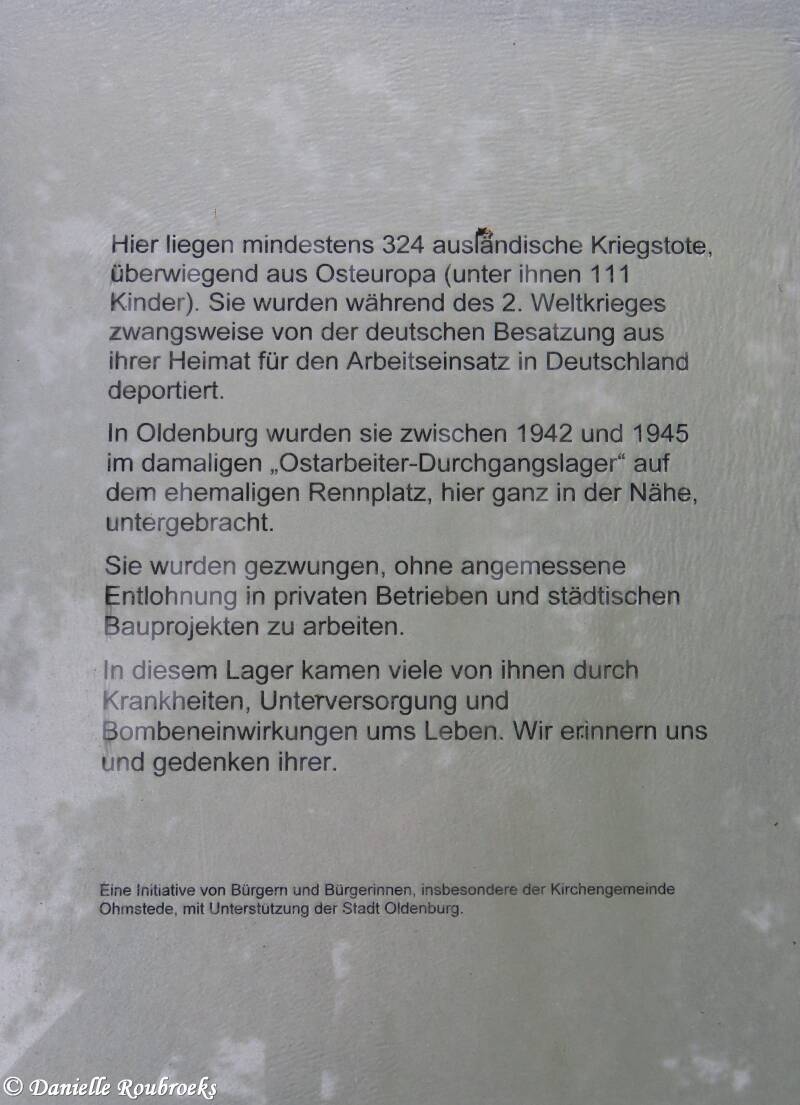 Hier liegen mindestens 324 ausländische Kriegstote,
überwiegend aus Osteuropa (unter ihnen 111
Kinder). Sie wurden während des 2. Weltkrieges
zwangsweise von der deutschen Besatzung aus
ihrer Heimat für den Arbeitseinsatz in Deutschland
deportiert.
In Oldenburg wurden sie zwischen 1942 und 1945
im damaligen „Ostarbeiter-Durchgangslager“ auf
dem ehemaligen Rennplatz, hier ganz in der Nähe,
untergebracht.
Sie wurden gezwungen, ohne angemessene
Entlohnung in privaten Betrieben und städtischen
Bauprojekten zu arbeiten.
In diesem Lager kamen viele von ihnen durch
Krankheiten, Unterversorgung und
Bombeneinwirkungen ums Leben. Wir erinnern uns
und gedenken ihrer.
Eine Initiative von Bürgern und Bürgerinnen, insbesondere der Kirchengemeinde
Ohmstede, mit Unterstützung der Stadt Oldenburg.
© Danielle Roubroeks